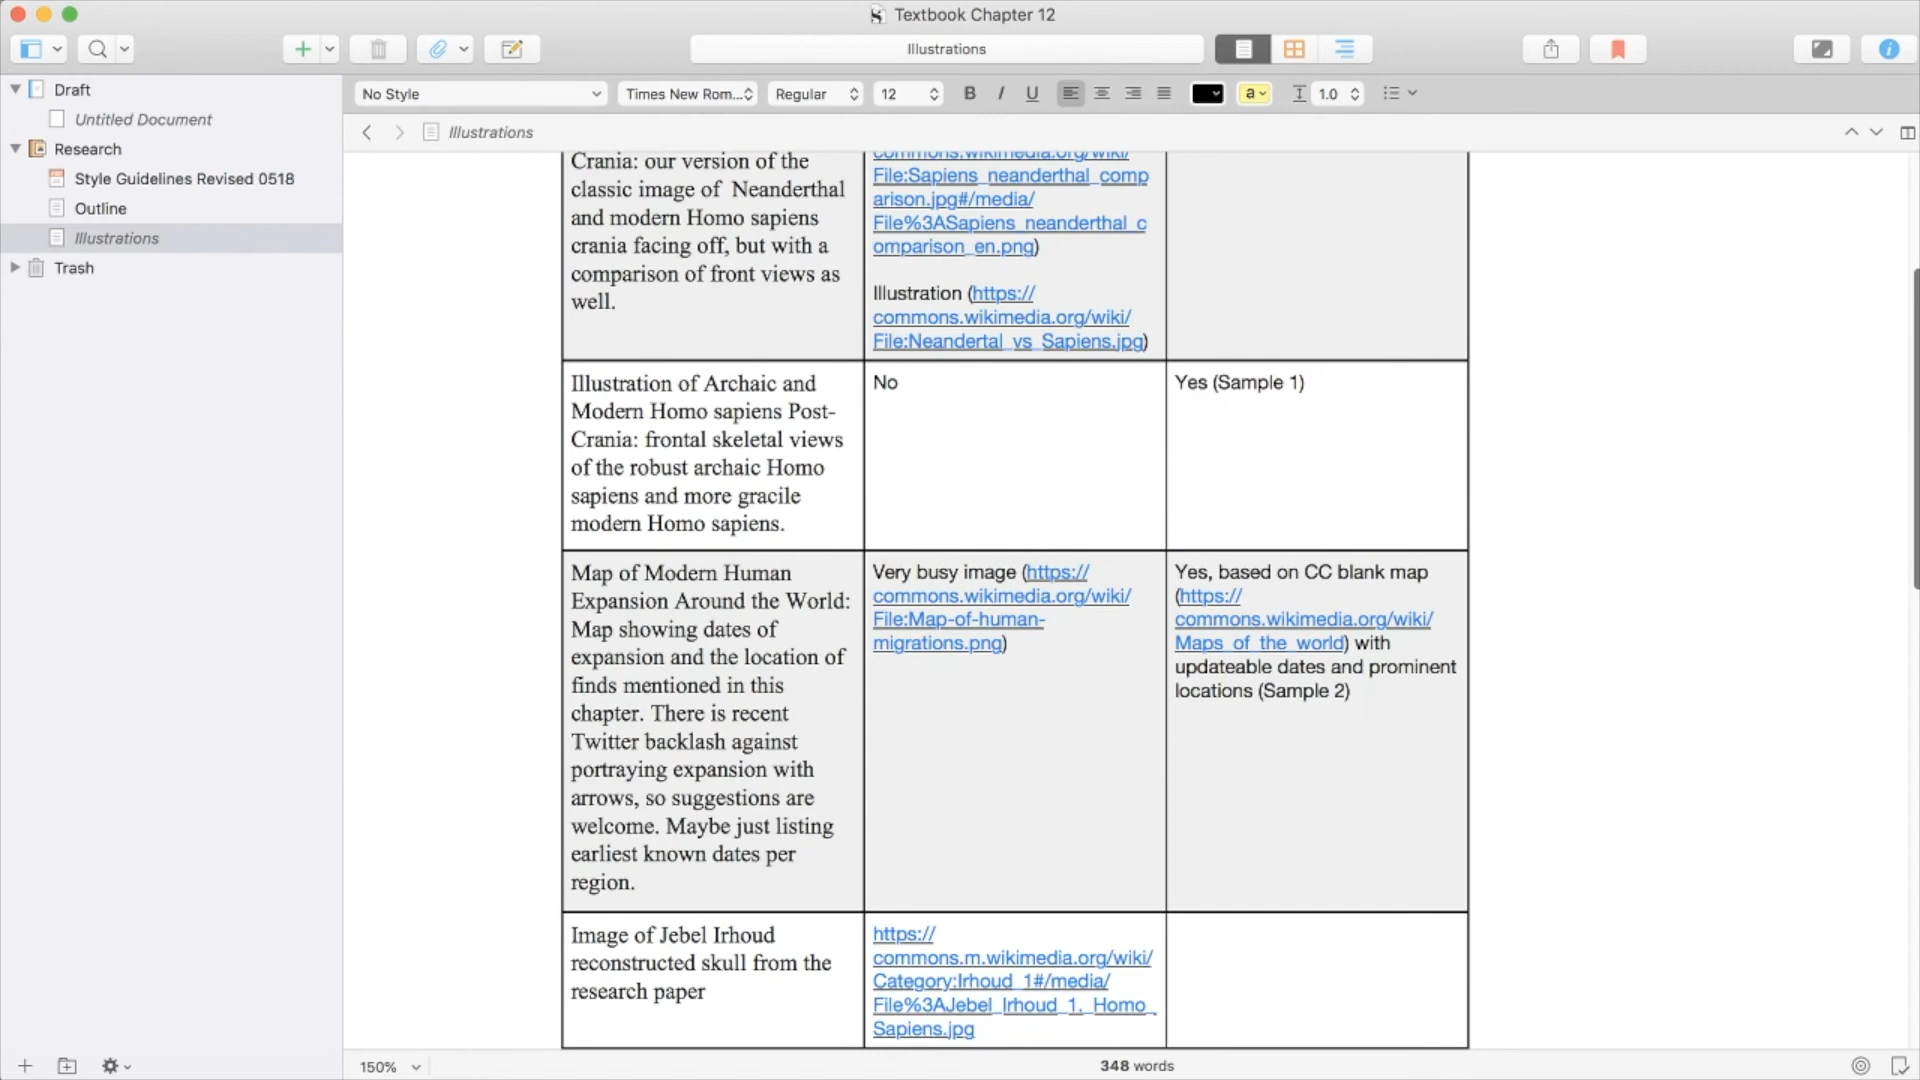 Textbook Chapter 12
Illustrations
Draft
Untitled Document
Research
Style Guidelines Revised 0518
Outline
Illustrations
Trash
No Style
Times New Rom...
Regular
12
B
I
U
a
1.0
Illustrations
Crania: our version of the
classic image of Neanderthal
and modern Homo sapiens
crania facing off, but with a
comparison of front views as
well.
commons.wikimedia.org/wiki/
File:Sapiens_neanderthal_comp
arison.jpg#/media/
File%3ASapiens_neanderthal_c
omparison_en.png)
Illustration (https://
commons.wikimedia.org/wiki/
File:Neandertal_vs_Sapiens.jpg)
Illustration of Archaic and
Modern Homo sapiens Post-
Crania: frontal skeletal views
of the robust archaic Homo
sapiens and more gracile
modern Homo sapiens.
No
Yes (Sample 1)
Map of Modern Human
Expansion Around the World:
Map showing dates of
expansion and the location of
finds mentioned in this
chapter. There is recent
Twitter backlash against
portraying expansion with
arrows, so suggestions are
welcome. Maybe just listing
earliest known dates per
region.
Very busy image (https://
commons.wikimedia.org/wiki/
File:Map-of-human-
migrations.png)
Yes, based on CC blank map
(https://
commons.wikimedia.org/wiki/
Maps_of_the_world) with
updateable dates and prominent
locations (Sample 2)
Image of Jebel Irhoud
reconstructed skull from the
research paper
https://
commons.m.wikimedia.org/wiki/
Category:Irhoud_1#/media/
File%3AJebel_Irhoud_1._Homo_
Sapiens.jpg
150%
348 words